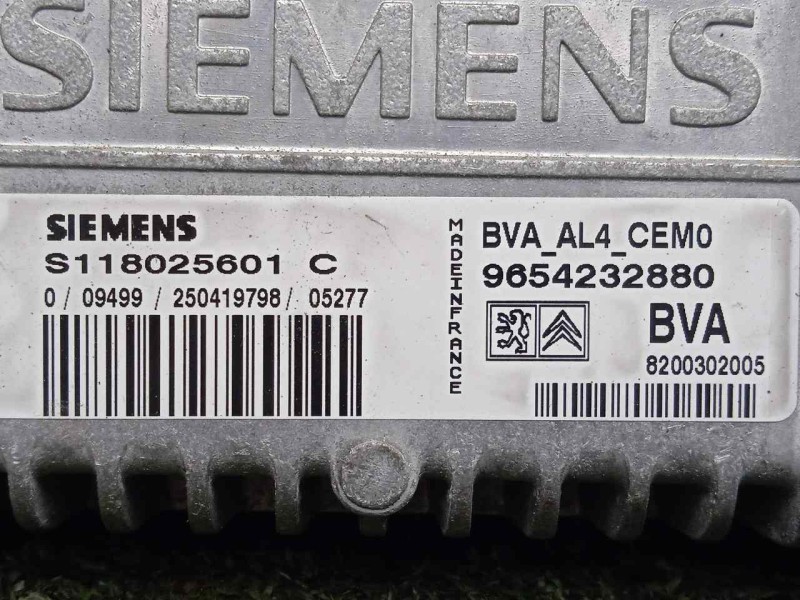 SIEMENS
SIEMENS
S118025601 C
0 / 09499 / 250419798 / 05277
MADEINFRANCE
BVA_AL4_CEM0
9654232880
BVA
8200302005